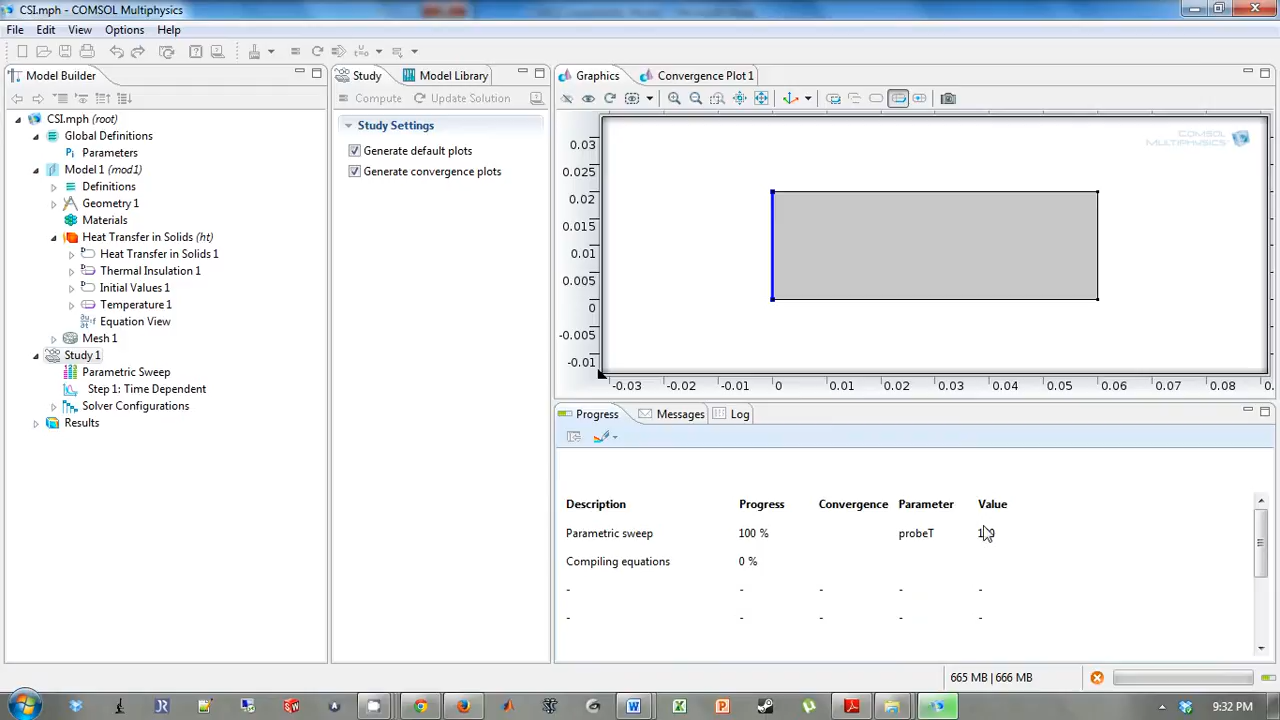 CSI.mph - COMSOL Multiphysics
File Edit View Options Help
Model Builder
Study
Model Library
Graphics
Convergence Plot 1
Compute
Update Solution
CSI.mph (root)
Global Definitions
Parameters
Model 1 (mod1)
Definitions
Geometry 1
Materials
Heat Transfer in Solids (ht)
Heat Transfer in Solids 1
Thermal Insulation 1
Initial Values 1
Temperature 1
Equation View
Mesh 1
Study 1
Parametric Sweep
Step 1: Time Dependent
Solver Configurations
Results
Study Settings
Generate default plots
Generate convergence plots
COMSOL
MULTIPHYSICS
0.03
0.025
0.02
0.015
0.01
0.005
0
-0.005
-0.01
-0.03 -0.02 -0.01 0 0.01 0.02 0.03 0.04 0.05 0.06 0.07 0.08 0.
Progress
Messages
Log
Description Progress Convergence Parameter Value
Parametric sweep 100 % probeT
Compiling equations 0 %
- - - - -
- - - - -
665 MB | 666 MB
9:32 PM